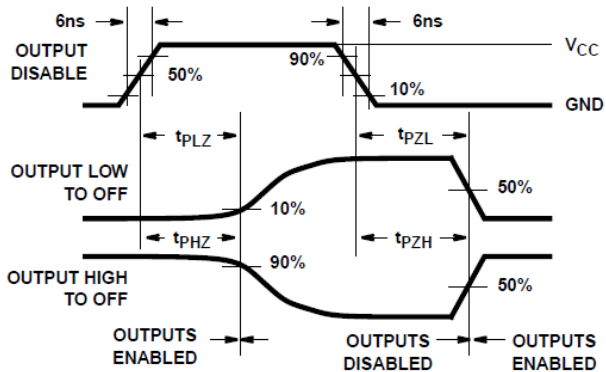 6ns
6ns
OUTPUT
DISABLE
50%
90%
10%
VCC
GND
tPLZ
tPZL
OUTPUT LOW
TO OFF
10%
50%
tPHZ
tPZH
OUTPUT HIGH
TO OFF
90%
50%
OUTPUTS
ENABLED
OUTPUTS
DISABLED
OUTPUTS
ENABLED